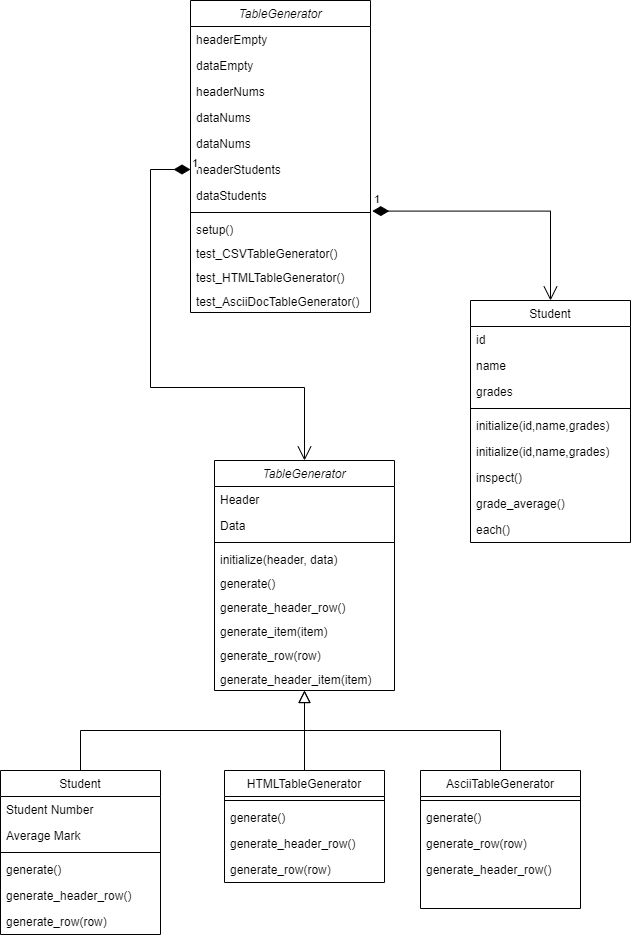 TableGenerator
headerEmpty
dataEmpty
headerNums
dataNums
dataNums
1
headerStudents
dataStudents
1
setup()
test_CSVTableGenerator()
test_HTMLTableGenerator()
test_AsciiDocTableGenerator()
Student
id
name
grades
initialize(id,name,grades)
initialize(id,name,grades)
inspect()
grade_average()
each()
TableGenerator
Header
Data
initialize(header, data)
generate()
generate_header_row()
generate_item(item)
generate_row(row)
generate_header_item(item)
Student
Student Number
Average Mark
generate()
generate_header_row()
generate_row(row)
HTMLTableGenerator
generate()
generate_header_row()
generate_row(row)
AsciiTableGenerator
generate()
generate_row(row)
generate_header_row()